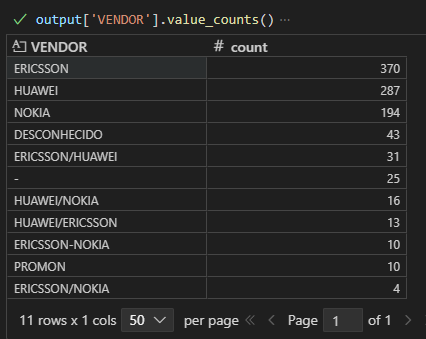 output['VENDOR'].value_counts() ...
VENDOR # count
ERICSSON 370
HUAWEI 287
NOKIA 194
DESCONHECIDO 43
ERICSSON/HUAWEI 31
- 25
HUAWEI/NOKIA 16
HUAWEI/ERICSSON 13
ERICSSON-NOKIA 10
PROMON 10
ERICSSON/NOKIA 4
11 rows x 1 cols 50 per page Page 1 of 1